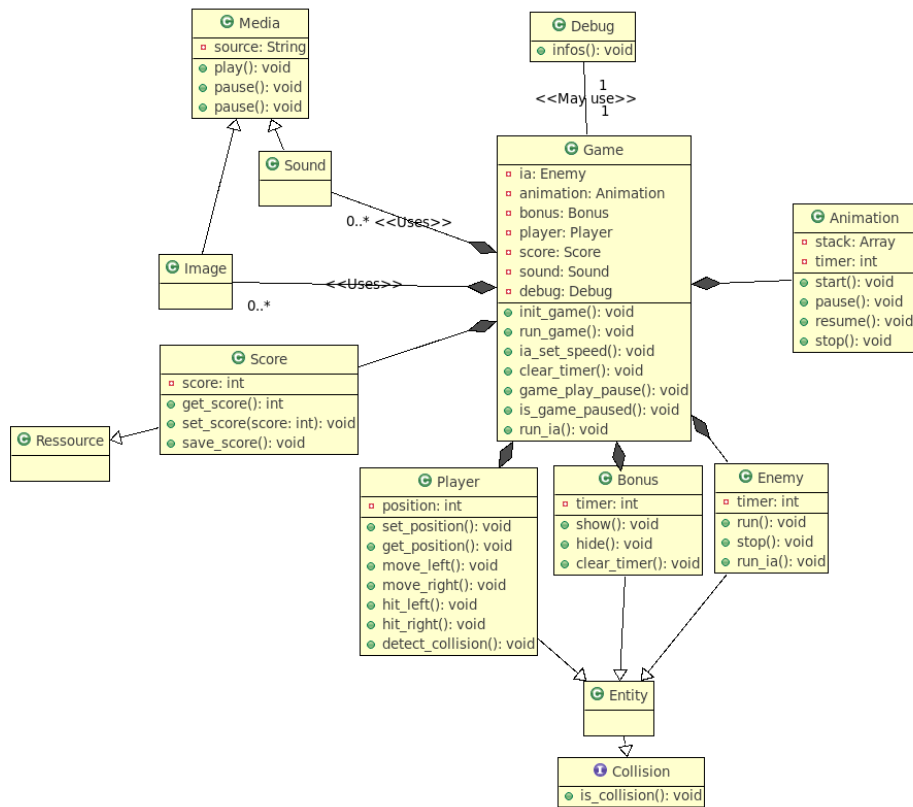 Media
source: String
play(): void
pause(): void
pause(): void
Debug
infos(): void
1
<<May use>>
1
Sound
0..* <<Uses>>
Image
<<Uses>>
0..*
Game
ia: Enemy
animation: Animation
bonus: Bonus
player: Player
score: Score
sound: Sound
debug: Debug
init_game(): void
run_game(): void
ia_set_speed(): void
clear_timer(): void
game_play_pause(): void
is_game_paused(): void
run_ia(): void
Animation
stack: Array
timer: int
start(): void
pause(): void
resume(): void
stop(): void
Score
score: int
get_score(): int
set_score(score: int): void
save_score(): void
Ressource
Player
position: int
set_position(): void
get_position(): void
move_left(): void
move_right(): void
hit_left(): void
hit_right(): void
detect_collision(): void
Bonus
timer: int
show(): void
hide(): void
clear_timer(): void
Enemy
timer: int
run(): void
stop(): void
run_ia(): void
Entity
Collision
is_collision(): void